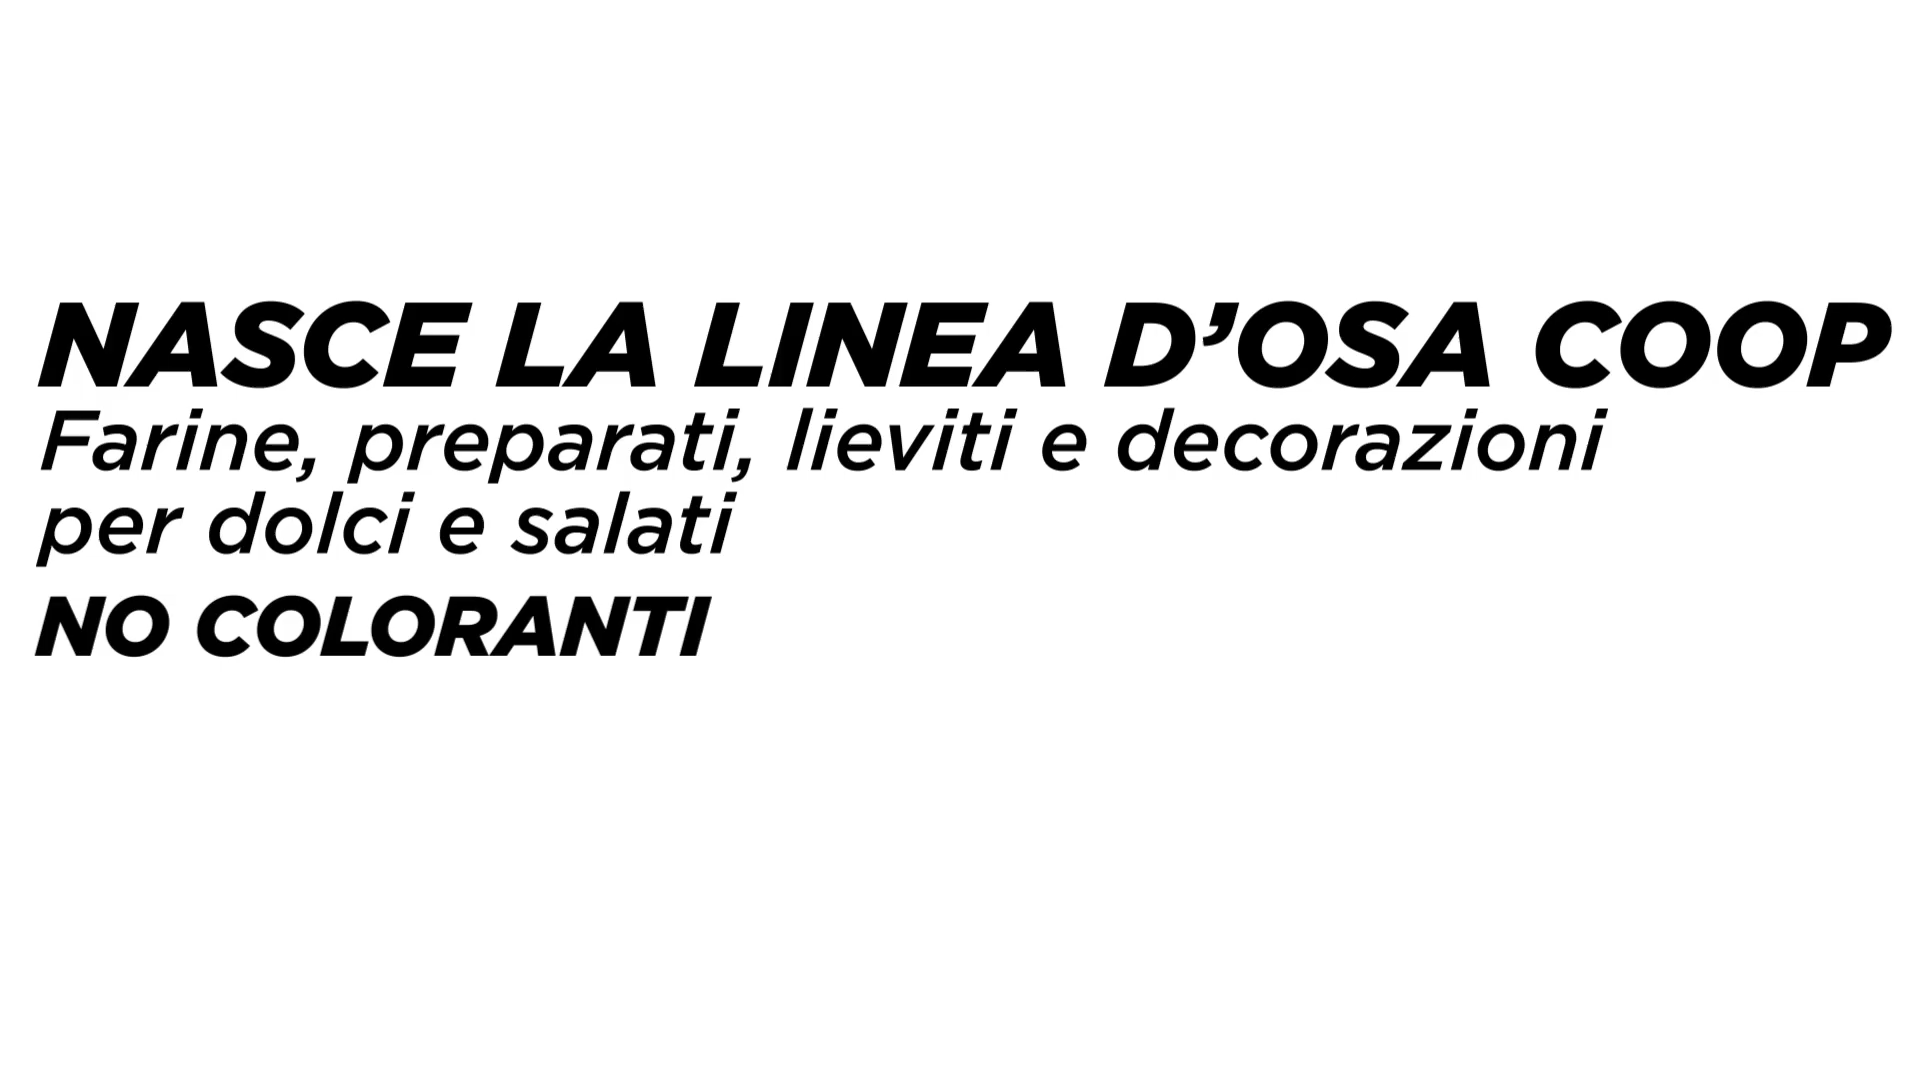 NASCE LA LINEA D’OSA COOP
Farine, preparati, lieviti e decorazioni
per dolci e salati
NO COLORANTI